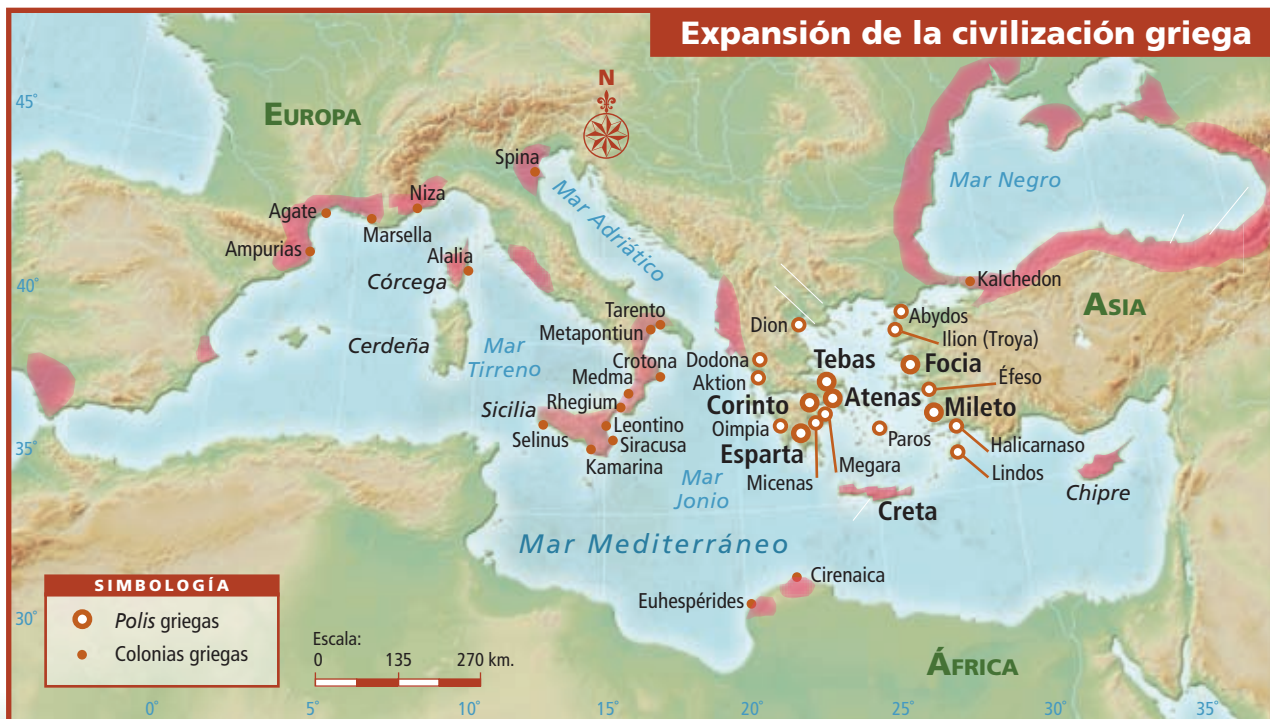 Expansión de la civilización griega
N
45°
EUROPA
Spina
Mar Negro
Niza
Agate
Marsella
Mar Adriático
Ampurias
Alalia
Córcega
40°
Kalchedon
ASIA
Tarento
Metapontiun
Dion
Abydos
Ilion (Troya)
Cerdeña
Mar
Tirreno
Crotona
Dodona
Tebas
Focia
Medma
Aktion
Éfeso
Rhegium
Corinto
Atenas
Mileto
Sicilia
Leontino
Oimpia
Paros
Halicarnaso
Selinus
Siracusa
35°
Kamarina
Esparta
Megara
Lindos
Micenas
Mar
Jonio
Chipre
Creta
Mar Mediterráneo
Cirenaica
Euhespérides
SIMBOLOGÍA
Polis griegas
Colonias griegas
30°
Escala:
0 135 270 km.
ÁFRICA
0° 5° 10° 15° 20° 25° 30° 35°